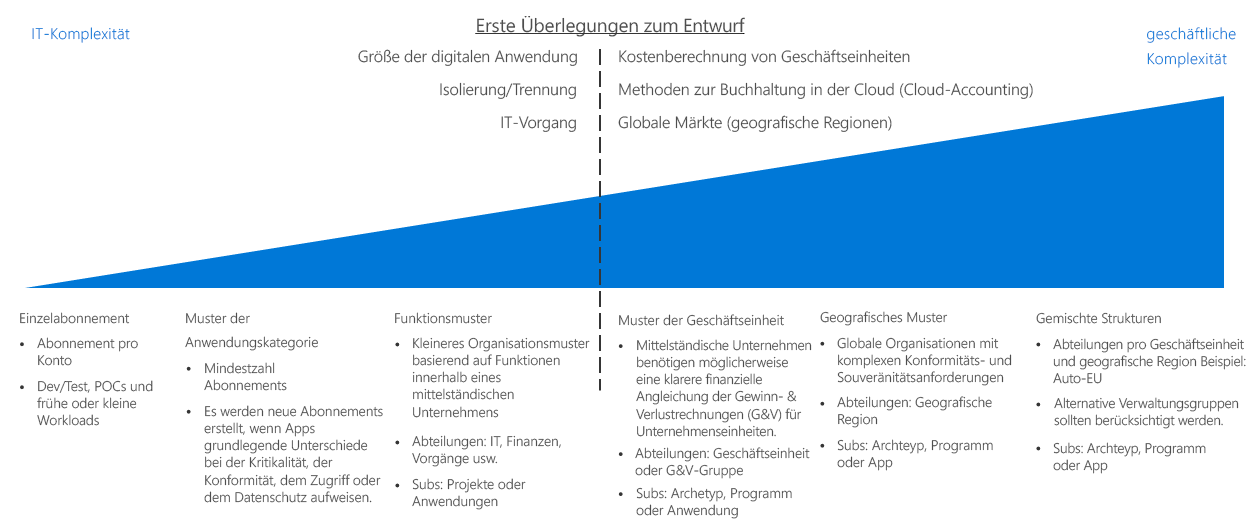 Erste Überlegungen zum Entwurf
IT-Komplexität
geschäftliche
Komplexität
Größe der digitalen Anwendung
Isolierung/Trennung
IT-Vorgang
Kostenberechnung von Geschäftseinheiten
Methoden zur Buchhaltung in der Cloud (Cloud-Accounting)
Globale Märkte (geografische Regionen)
Einzelabonnement
• Abonnement pro
Konto
• Dev/Test, POCs und
frühe oder kleine
Workloads
Muster der
Anwendungskategorie
• Mindestzahl
Abonnements
• Es werden neue Abonnements
erstellt, wenn Apps
grundlegende Unterschiede
bei der Kritikalität, der
Konformität, dem Zugriff oder
dem Datenschutz aufweisen.
Funktionsmuster
• Kleineres Organisationsmuster
basierend auf Funktionen
innerhalb eines
mittelständischen
Unternehmens
• Abteilungen: IT, Finanzen,
Vorgänge usw.
• Subs: Projekte oder
Anwendungen
Muster der Geschäftseinheit
• Mittelständische Unternehmen
benötigen möglicherweise
eine klarere finanzielle
Angleichung der Gewinn- &
Verlustrechnungen (G&V) für
Unternehmenseinheiten.
• Abteilungen: Geschäftseinheit
oder G&V-Gruppe
• Subs: Archetyp, Programm
oder Anwendung
Geografisches Muster
• Globale Organisationen mit
komplexen Konformitäts- und
Souveränitätsanforderungen
• Abteilungen: Geografische
Region
• Subs: Archteyp, Programm
oder App
Gemischte Strukturen
• Abteilungen pro Geschäftseinheit
und geografische Region Beispiel:
Auto-EU
• Alternative Verwaltungsgruppen
sollten berücksichtigt werden.
• Subs: Archteyp, Programm
oder App